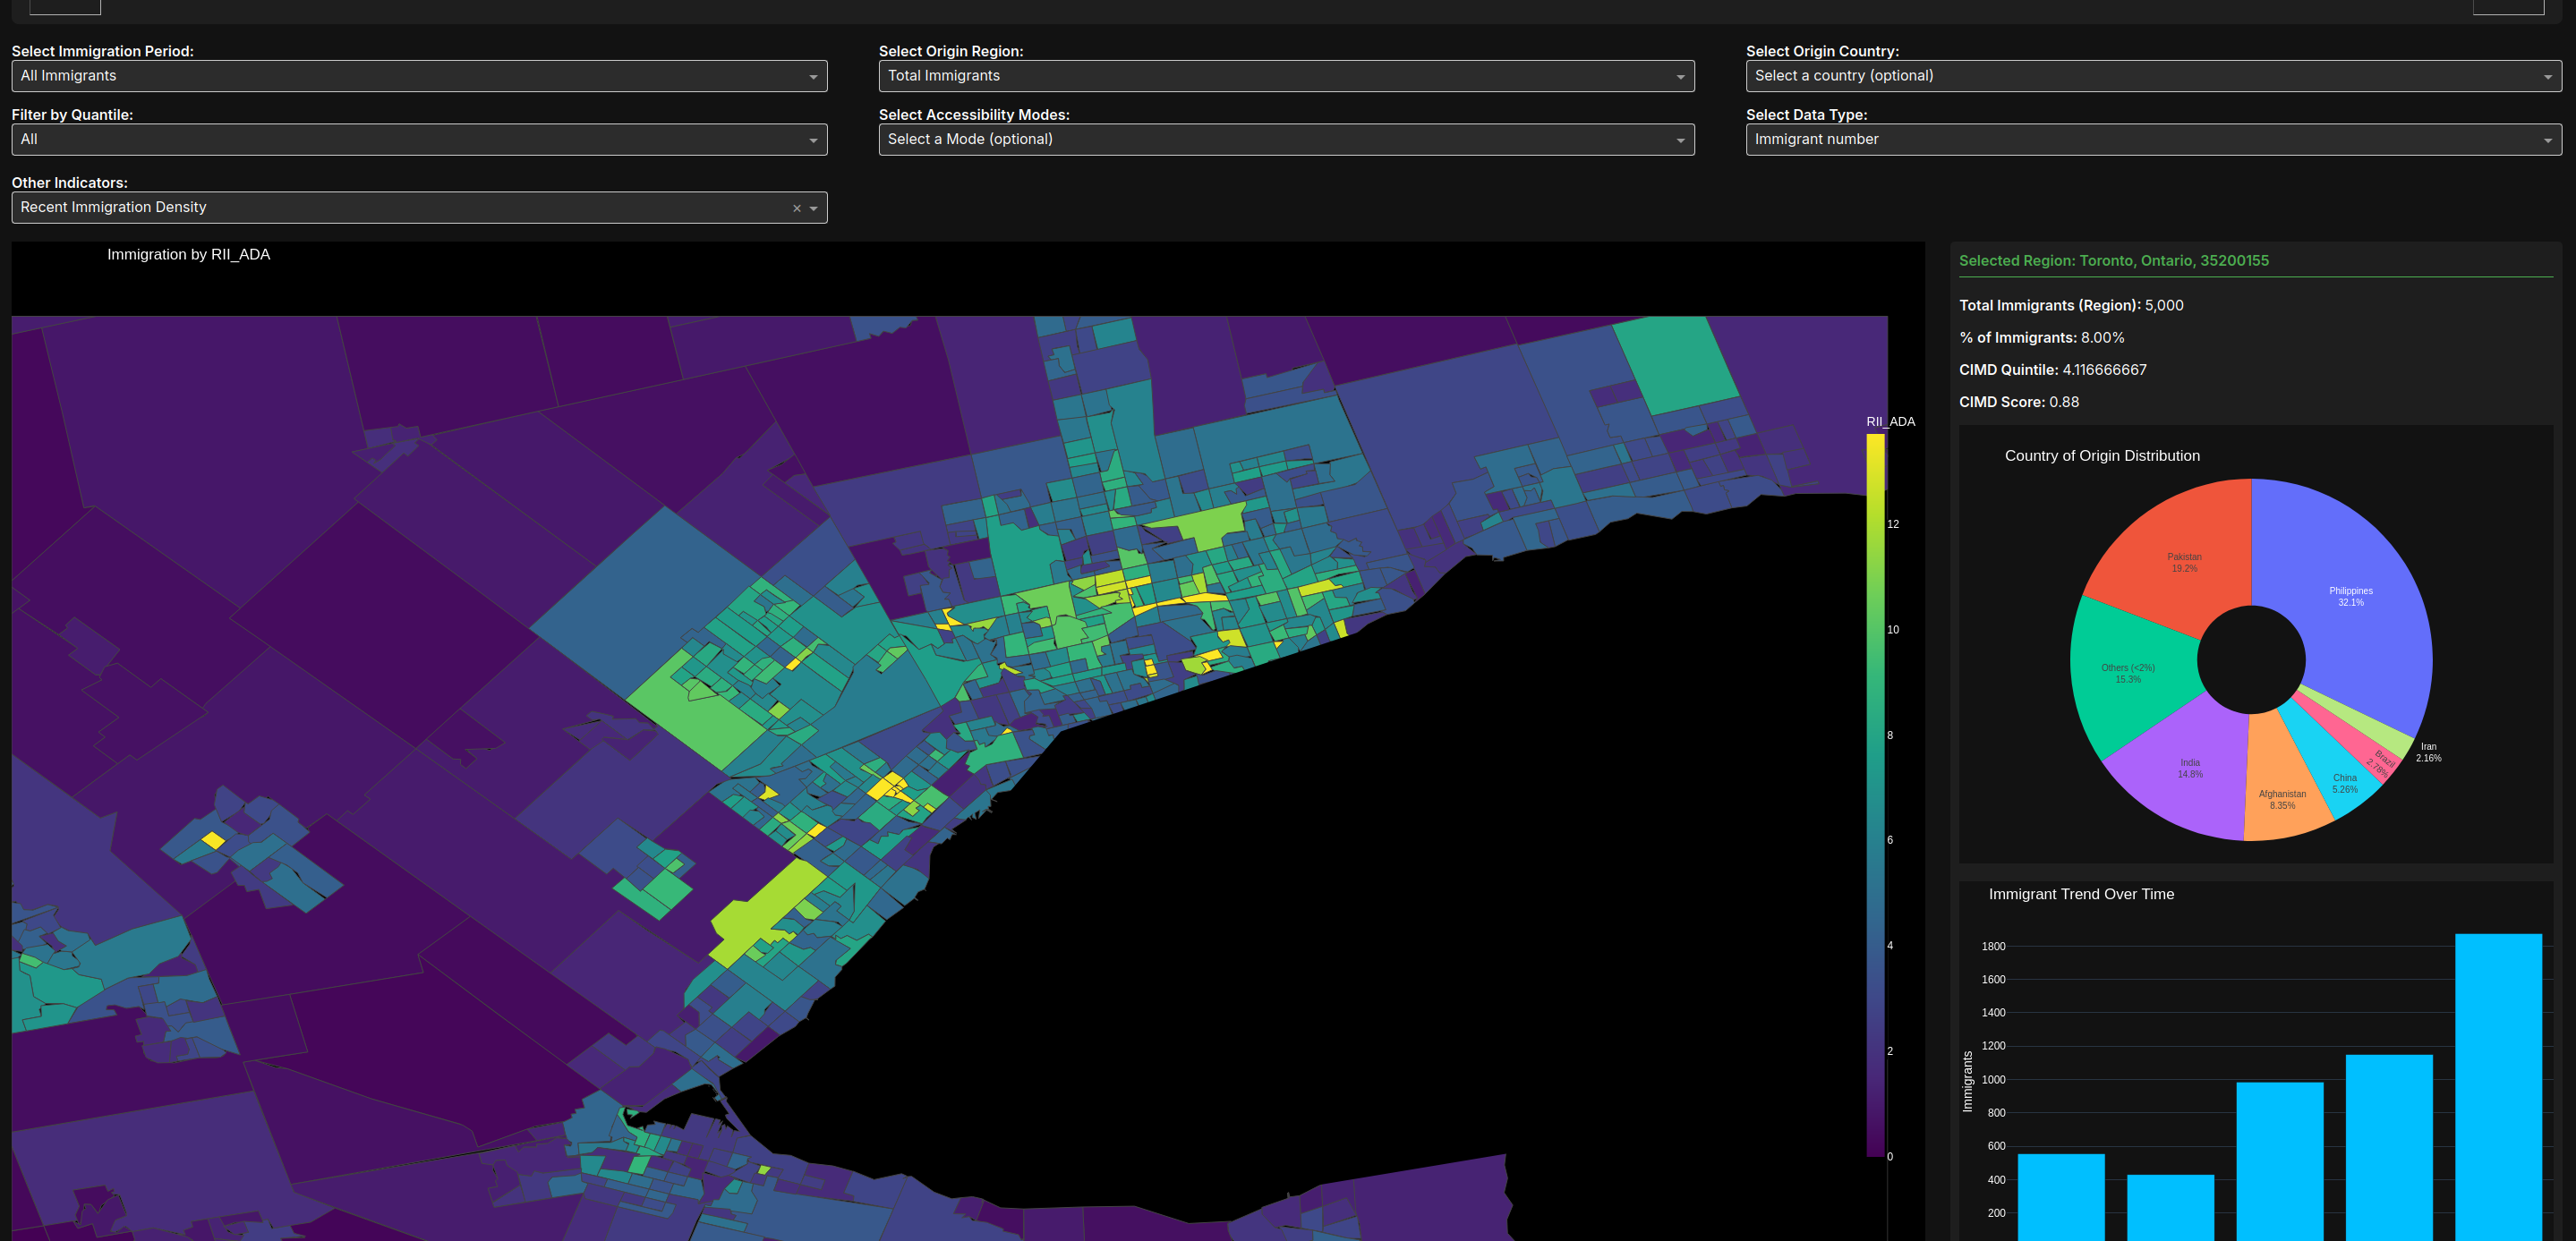 Select Immigration Period:
All Immigrants
Select Origin Region:
Total Immigrants
Select Origin Country:
Select a country (optional)
Filter by Quantile:
All
Select Accessibility Modes:
Select a Mode (optional)
Select Data Type:
Immigrant number
Other Indicators:
Recent Immigration Density
×
Immigration by RII_ADA
RII_ADA
12
10
8
6
4
2
0
Selected Region: Toronto, Ontario, 35200155
Total Immigrants (Region): 5,000
% of Immigrants: 8.00%
CIMD Quintile: 4.116666667
CIMD Score: 0.88
Country of Origin Distribution
Philippines
32.1%
Pakistan
19.2%
Others (<2%)
15.3%
India
14.8%
Afghanistan
8.35%
China
5.26%
Brazil
2.78%
Iran
2.16%
Immigrant Trend Over Time
Immigrants
1800
1600
1400
1200
1000
800
600
400
200